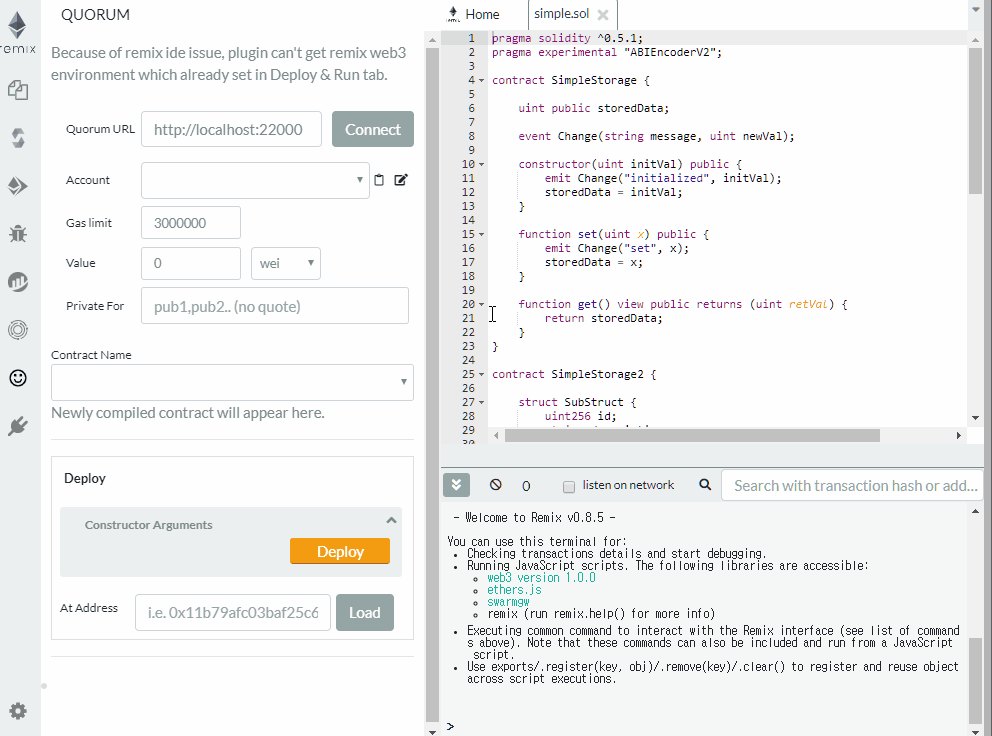 remix
QUORUM
Because of remix ide issue, plugin can't get remix web3
environment which already set in Deploy & Run tab.
Quorum URL
http://localhost:22000
Connect
Account
Gas limit
3000000
Value
0
wei
Private For
pub1,pub2.. (no quote)
Contract Name
Newly compiled contract will appear here.
Deploy
Constructor Arguments
Deploy
At Address
i.e. 0x11b79afc03baf25c6
Load
Home
simple.sol
1 pragma solidity ^0.5.1;
2 pragma experimental "ABIEncoderV2";
3
4 contract SimpleStorage {
5
6 uint public storedData;
7
8 event Change(string message, uint newVal);
9
10 constructor(uint initVal) public {
11 emit Change("initialized", initVal);
12 storedData = initVal;
13 }
14
15 function set(uint x) public {
16 emit Change("set", x);
17 storedData = x;
18 }
19
20 function get() view public returns (uint retVal) {
21 return storedData;
22 }
23 }
24
25 contract SimpleStorage2 {
26
27 struct SubStruct {
28 uint256 id;
29
30
0
listen on network
Search with transaction hash or add...
- Welcome to Remix v0.8.5 -
You can use this terminal for:
• Checking transactions details and start debugging.
• Running JavaScript scripts. The following libraries are accessible:
web3 version 1.0.0
ethers.js
swarmgw
remix (run remix.help() for more info)
• Executing common command to interact with the Remix interface (see list of command
s above). Note that these commands can also be included and run from a JavaScript
script.
• Use exports/.register(key, obj)/.remove(key)/.clear() to register and reuse object
across script executions.
>